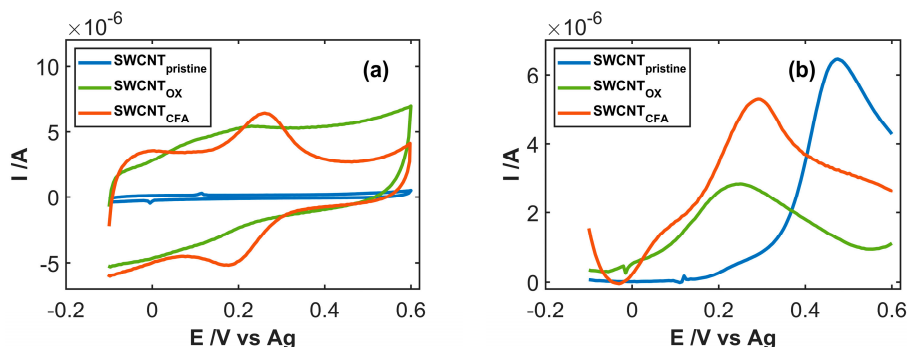 ×10⁻⁶
10
5
0
-5
I /A
SWCNTpristine
SWCNTOX
SWCNTCFA
(a)
-0.2 0 0.2 0.4 0.6
E /V vs Ag
×10⁻⁶
6
4
2
0
I /A
SWCNTpristine
SWCNTOX
SWCNTCFA
(b)
-0.2 0 0.2 0.4 0.6
E /V vs Ag